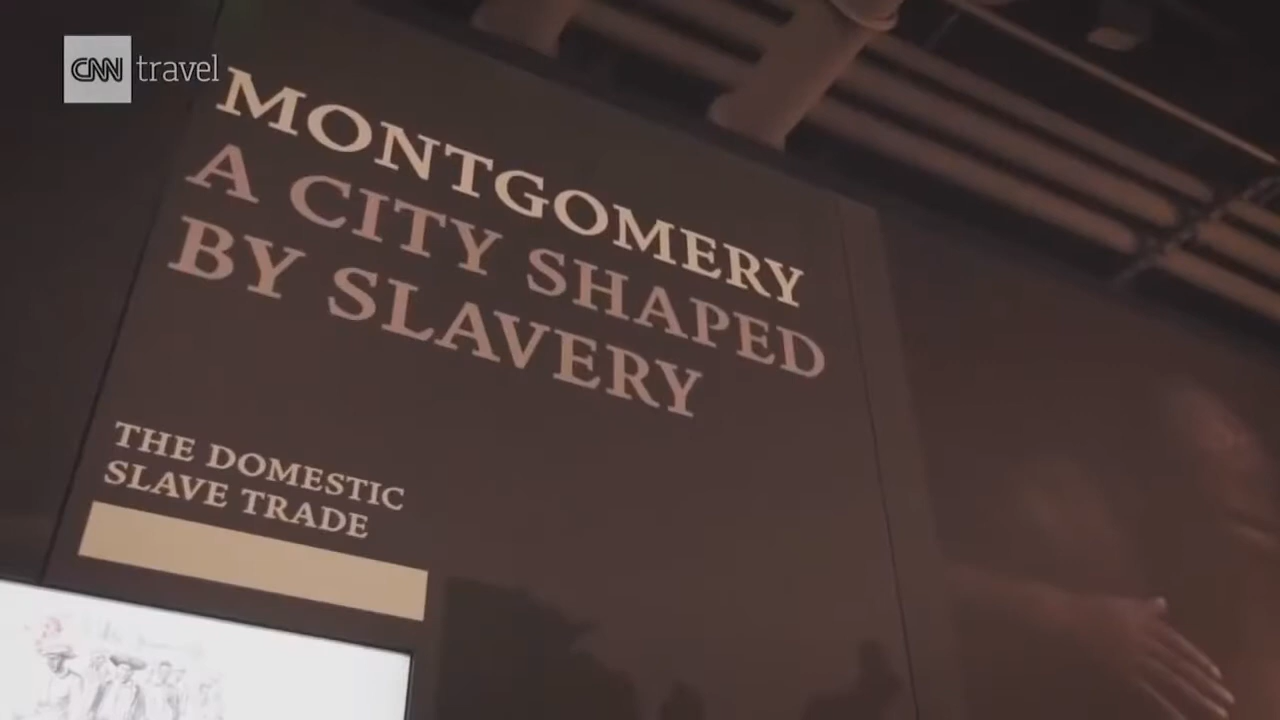 CNN travel
MONTGOMERY
A CITY SHAPED
BY SLAVERY
THE DOMESTIC
SLAVE TRADE